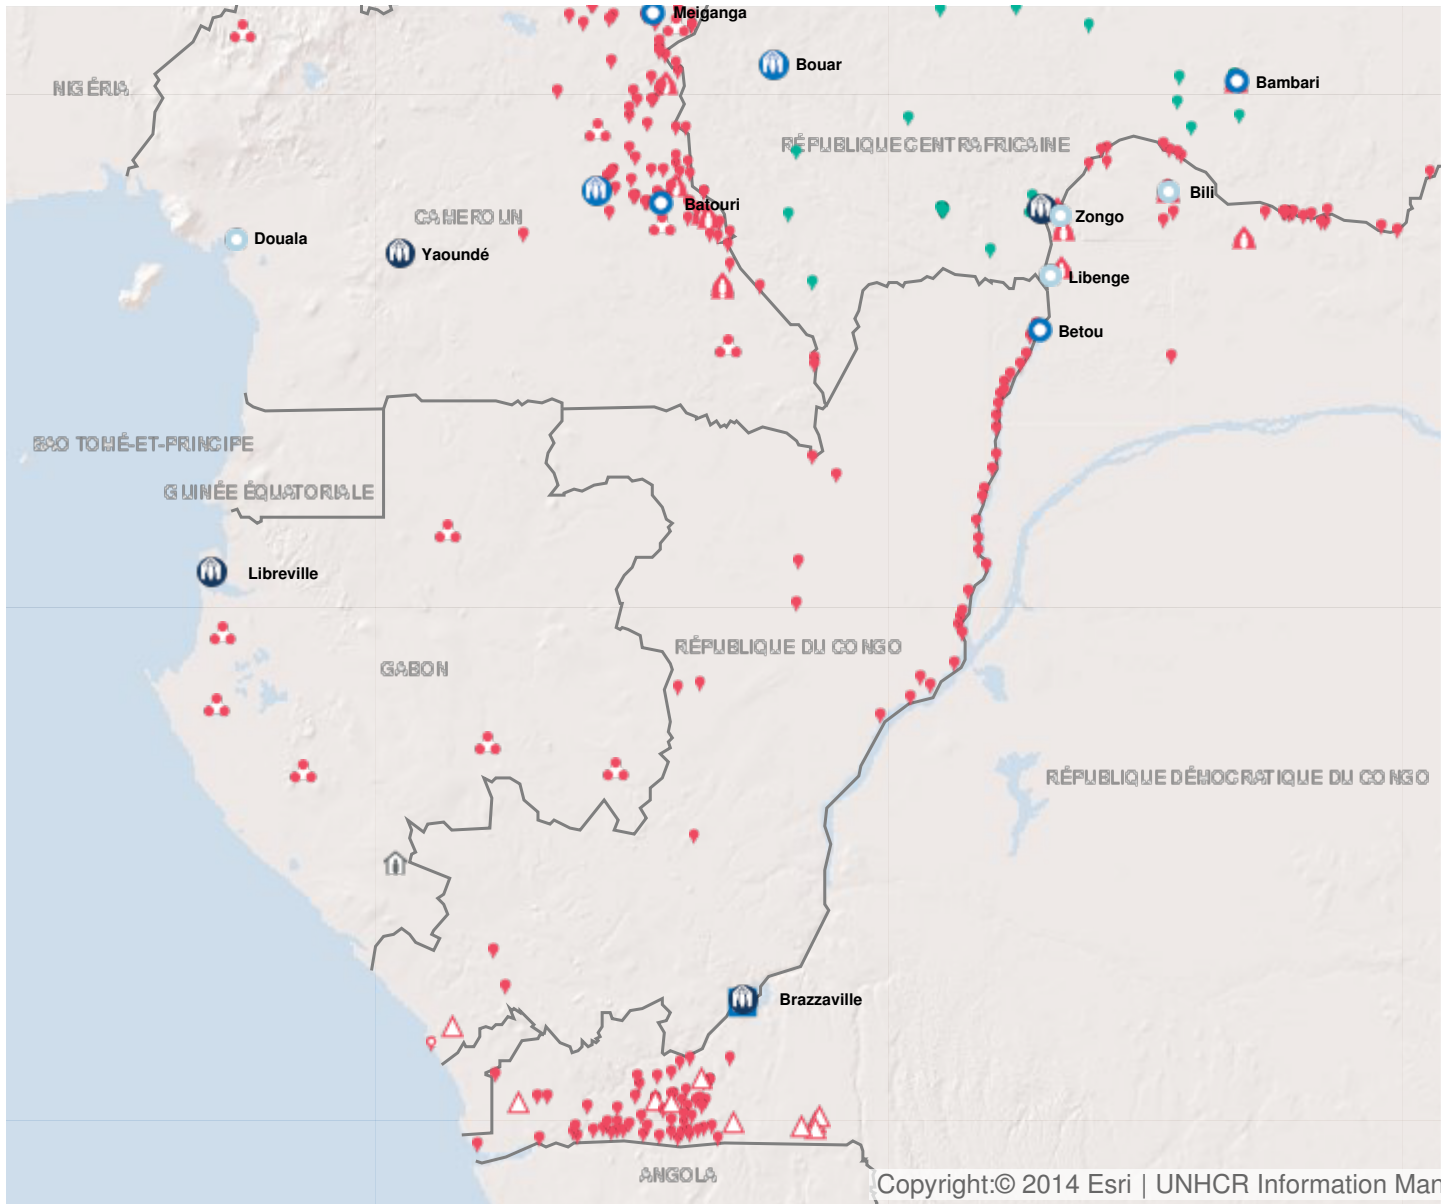 Meiganga
Bouar
Bambari
NIGÉRIA
RÉPUBLIQUE CENTRAFRICAINE
Bili
Batouri
CAMEROUN
Zongo
Douala
Yaoundé
Libenge
Betou
SAO TOMÉ-ET-PRINCIPE
GUINÉE ÉQUATORIALE
Libreville
RÉPUBLIQUE DU CONGO
GABON
RÉPUBLIQUE DÉMOCRATIQUE DU CONGO
Brazzaville
ANGOLA
Copyright:© 2014 Esri | UNHCR Information Man